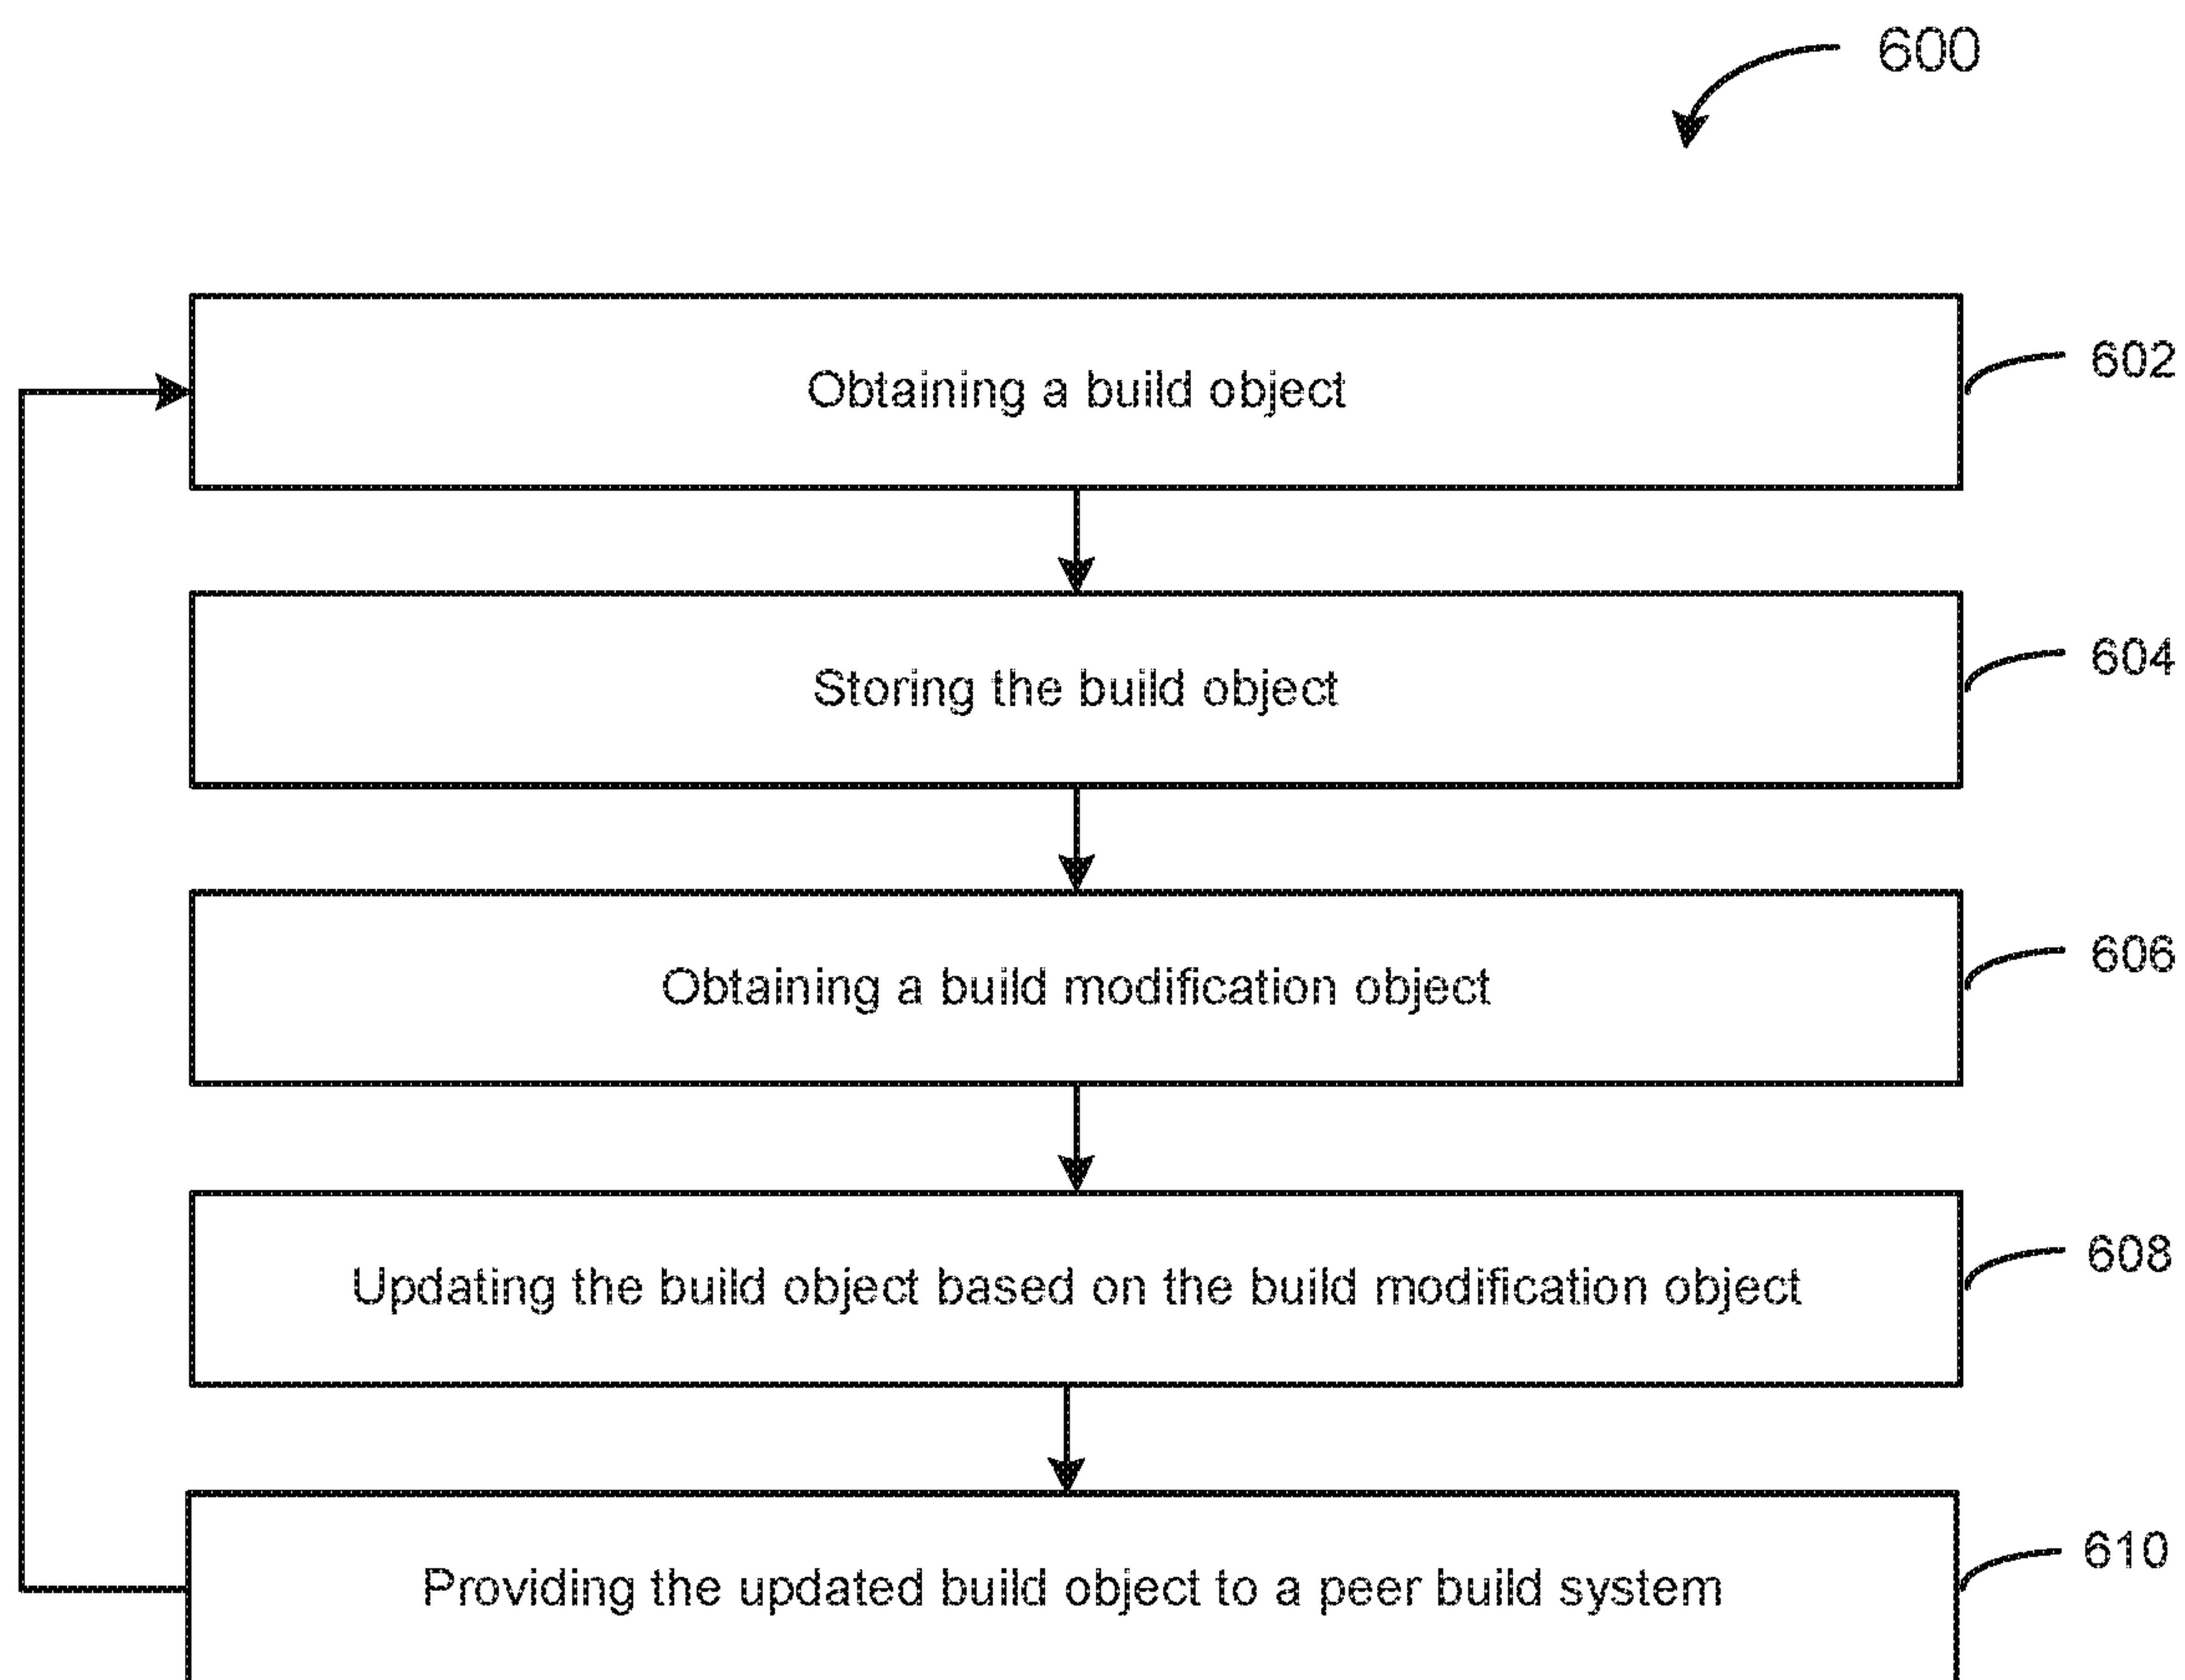 600
Obtaining a build object
602
Storing the build object
604
Obtaining a build modification object
606
Updating the build object based on the build modification object
608
Providing the updated build object to a peer build system
610